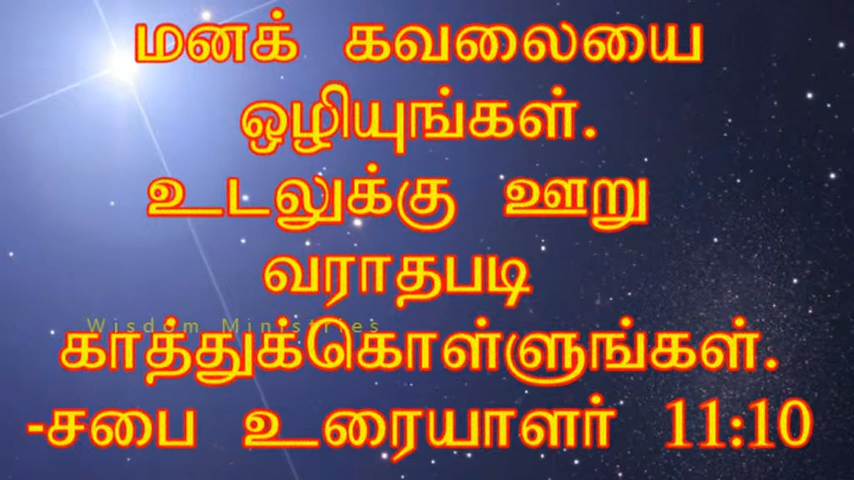 மனக் கவலையை
ஒழியுங்கள்.
உடலுக்கு ஊறு
வராதபடி
Wisdom Ministries
காத்துக்கொள்ளுங்கள்.
-சபை உரையாளர் 11:10